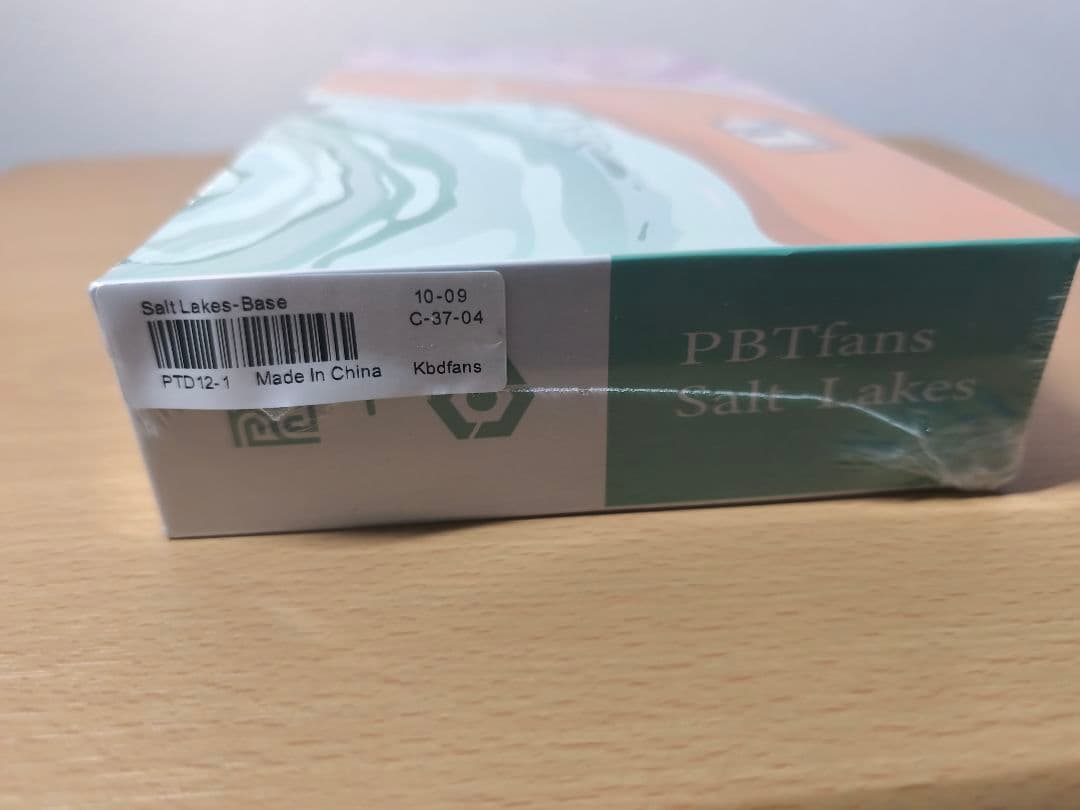 Salt Lakes-Base
10-09
C-37-04
PTD12-1 Made In China
Kbdfans
PBTfans
Salt Lakes